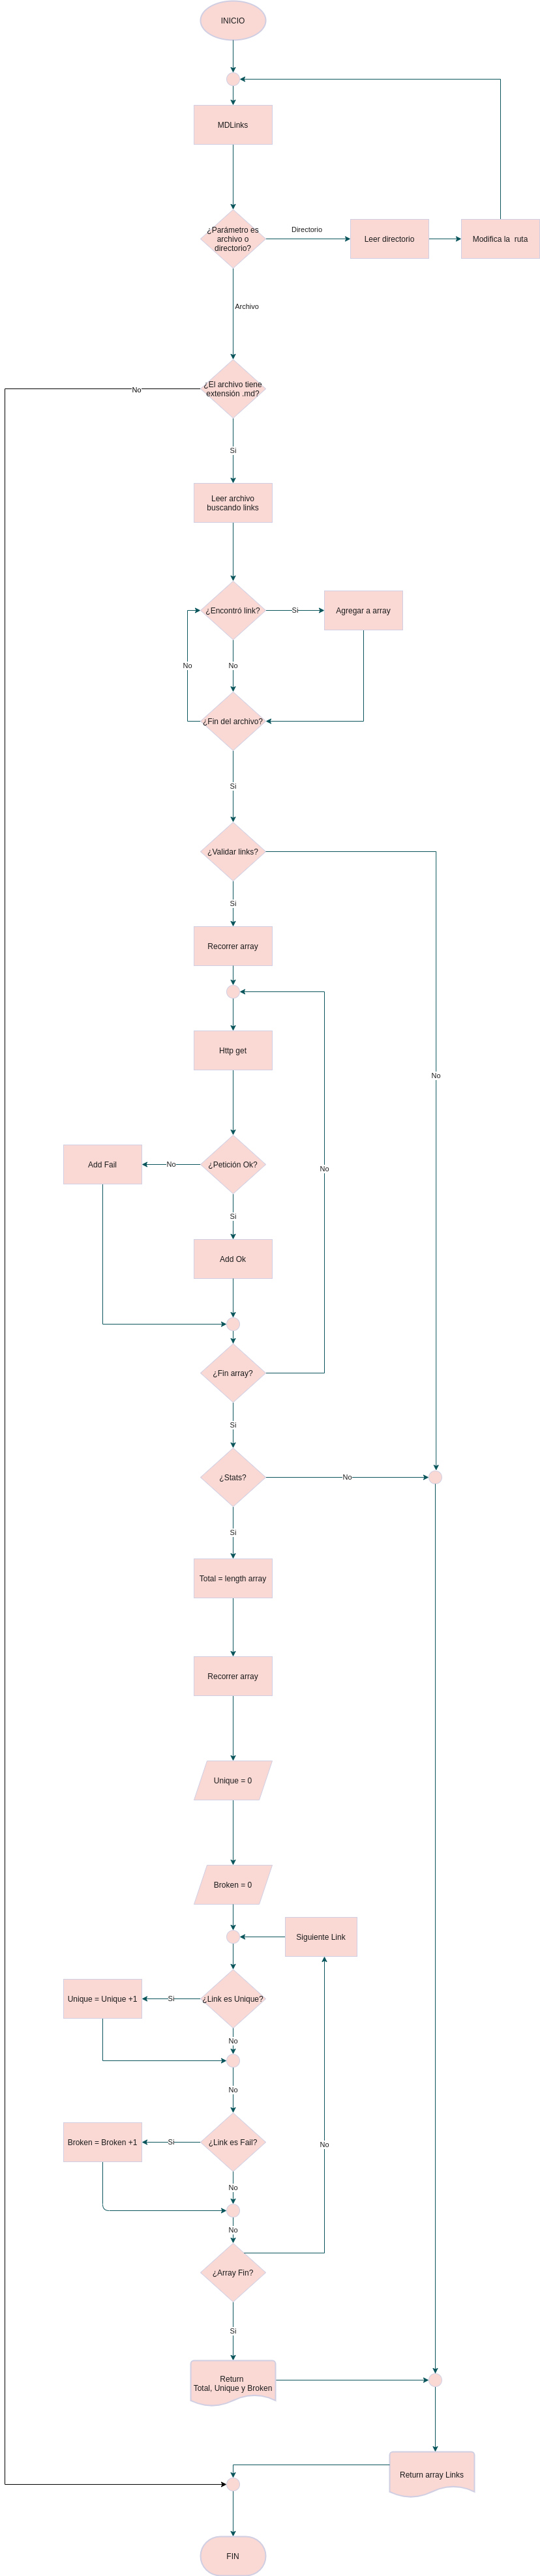 INICIO
MDLinks
¿Parámetro es
archivo o
directorio?
Directorio
Leer directorio
Modifica la ruta
Archivo
¿El archivo tiene
extensión .md?
No
Si
Leer archivo
buscando links
¿Encontró link?
Si
Agregar a array
No
No
¿Fin del archivo?
Si
¿Validar links?
Si
Recorrer array
Http get
No
Add Fail
No
¿Petición Ok?
No
Si
Add Ok
¿Fin array?
Si
¿Stats?
No
Si
Total = length array
Recorrer array
Unique = 0
Broken = 0
Siguiente Link
Unique = Unique +1
Si
¿Link es Unique?
No
No
Broken = Broken +1
Si
¿Link es Fail?
No
No
No
¿Array Fin?
Si
Return
Total, Unique y Broken
Return array Links
FIN